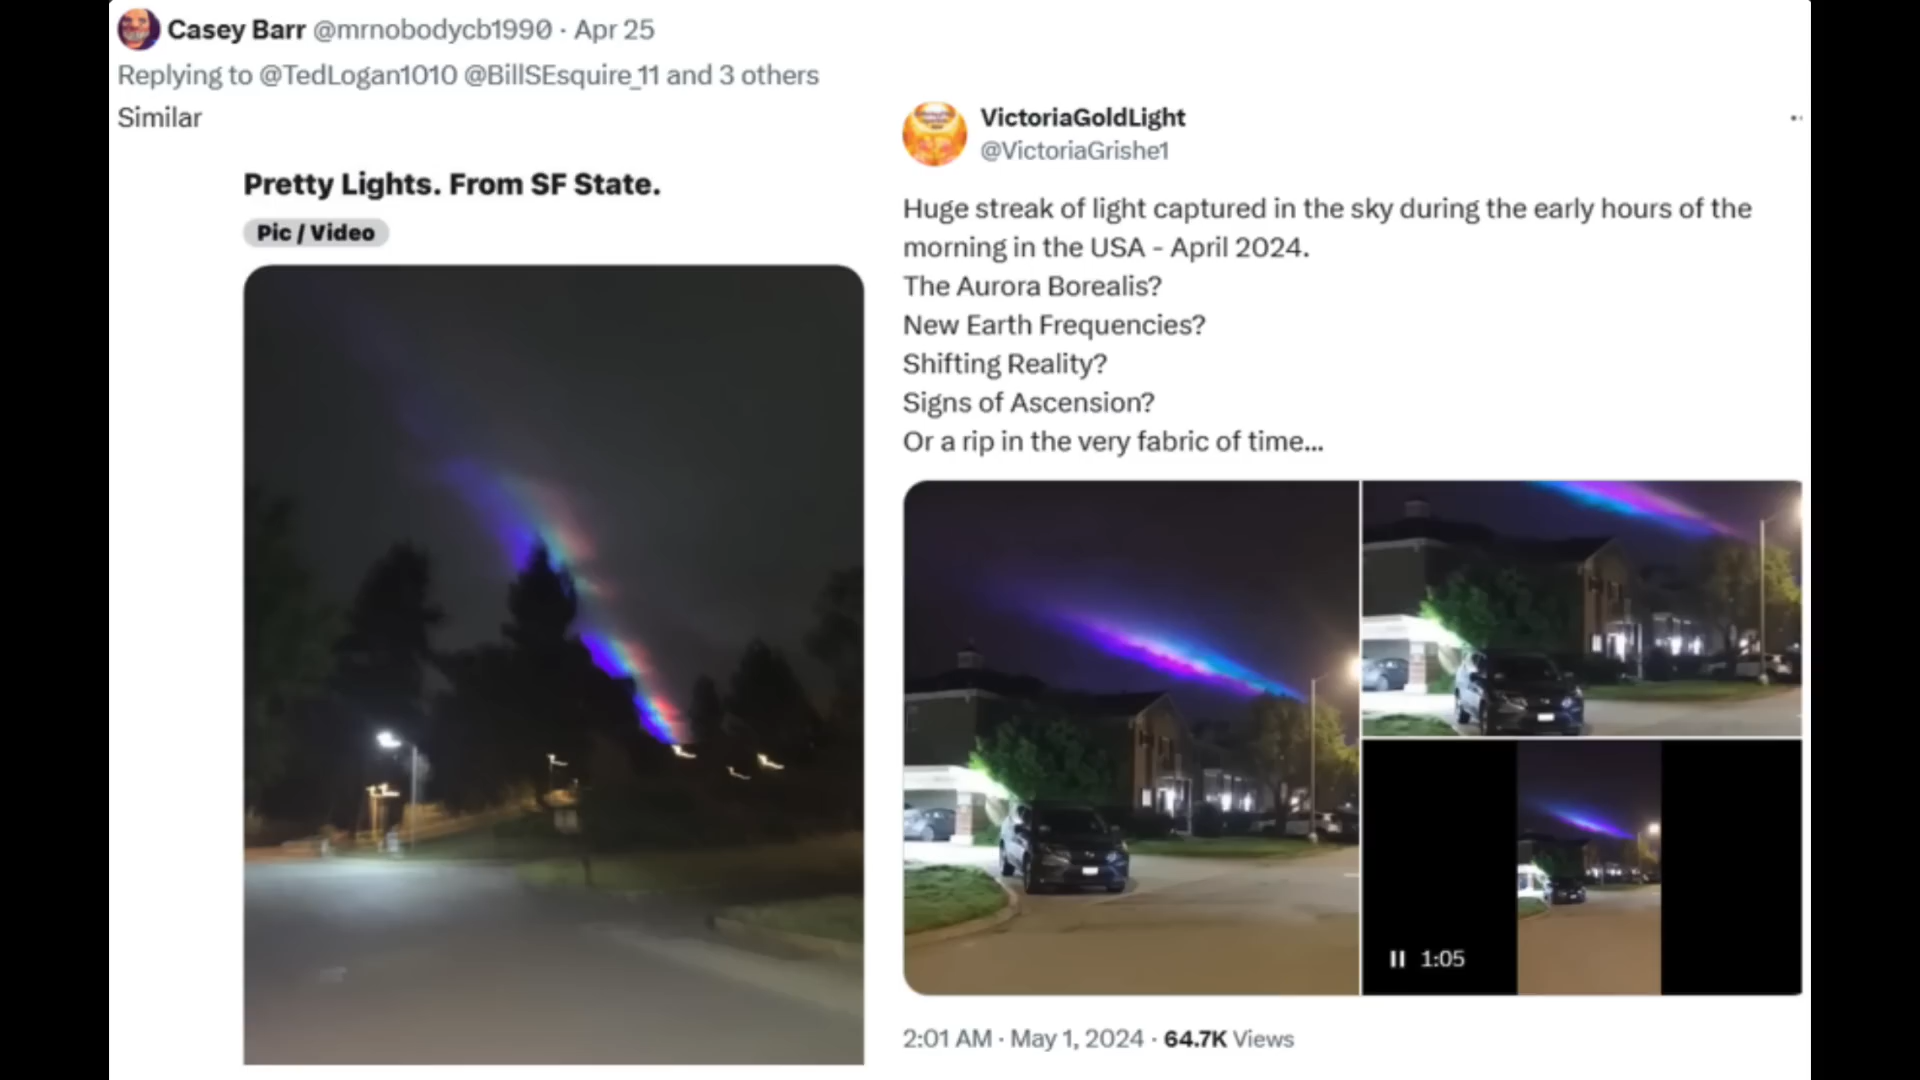 Casey Barr @mrnobodycb1990 · Apr 25
Replying to @TedLogan1010 @BillSEsquire_11 and 3 others
Similar
Pretty Lights. From SF State.
Pic / Video
VictoriaGoldLight
@VictoriaGrishe1
Huge streak of light captured in the sky during the early hours of the
morning in the USA - April 2024.
The Aurora Borealis?
New Earth Frequencies?
Shifting Reality?
Signs of Ascension?
Or a rip in the very fabric of time...
1:05
2:01 AM · May 1, 2024 · 64.7K Views